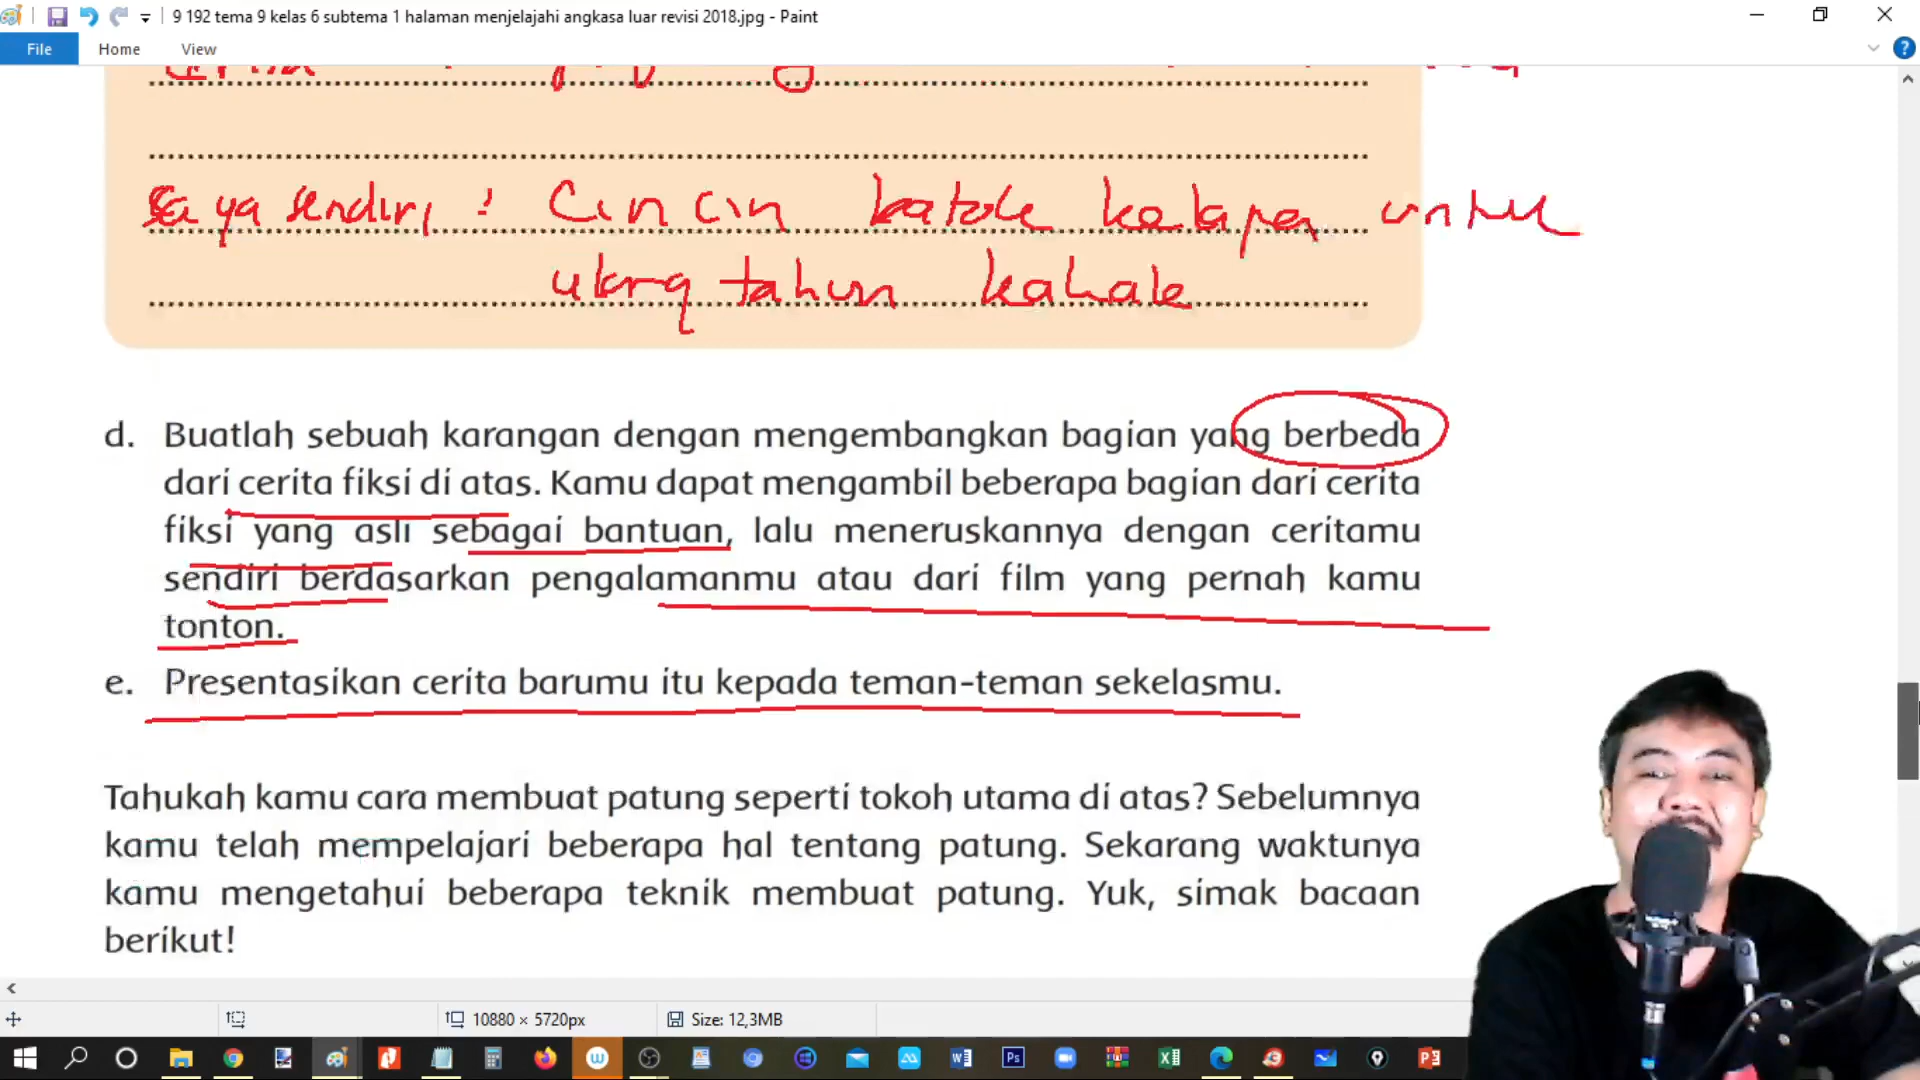 9 192 tema 9 kelas 6 subtema 1 halaman menjelajahi angkasa luar revisi 2018.jpg - Paint
File Home View
saya sendiri : Cincin batok kelapa untuk
ulang tahun kakak
d. Buatlah sebuah karangan dengan mengembangkan bagian yang berbeda
dari cerita fiksi di atas. Kamu dapat mengambil beberapa bagian dari cerita
fiksi yang asli sebagai bantuan, lalu meneruskannya dengan ceritamu
sendiri berdasarkan pengalamanmu atau dari film yang pernah kamu
tonton.
e. Presentasikan cerita barumu itu kepada teman-teman sekelasmu.
Tahukah kamu cara membuat patung seperti tokoh utama di atas? Sebelumnya
kamu telah mempelajari beberapa hal tentang patung. Sekarang waktunya
kamu mengetahui beberapa teknik membuat patung. Yuk, simak bacaan
berikut!
10880 × 5720px Size: 12,3MB